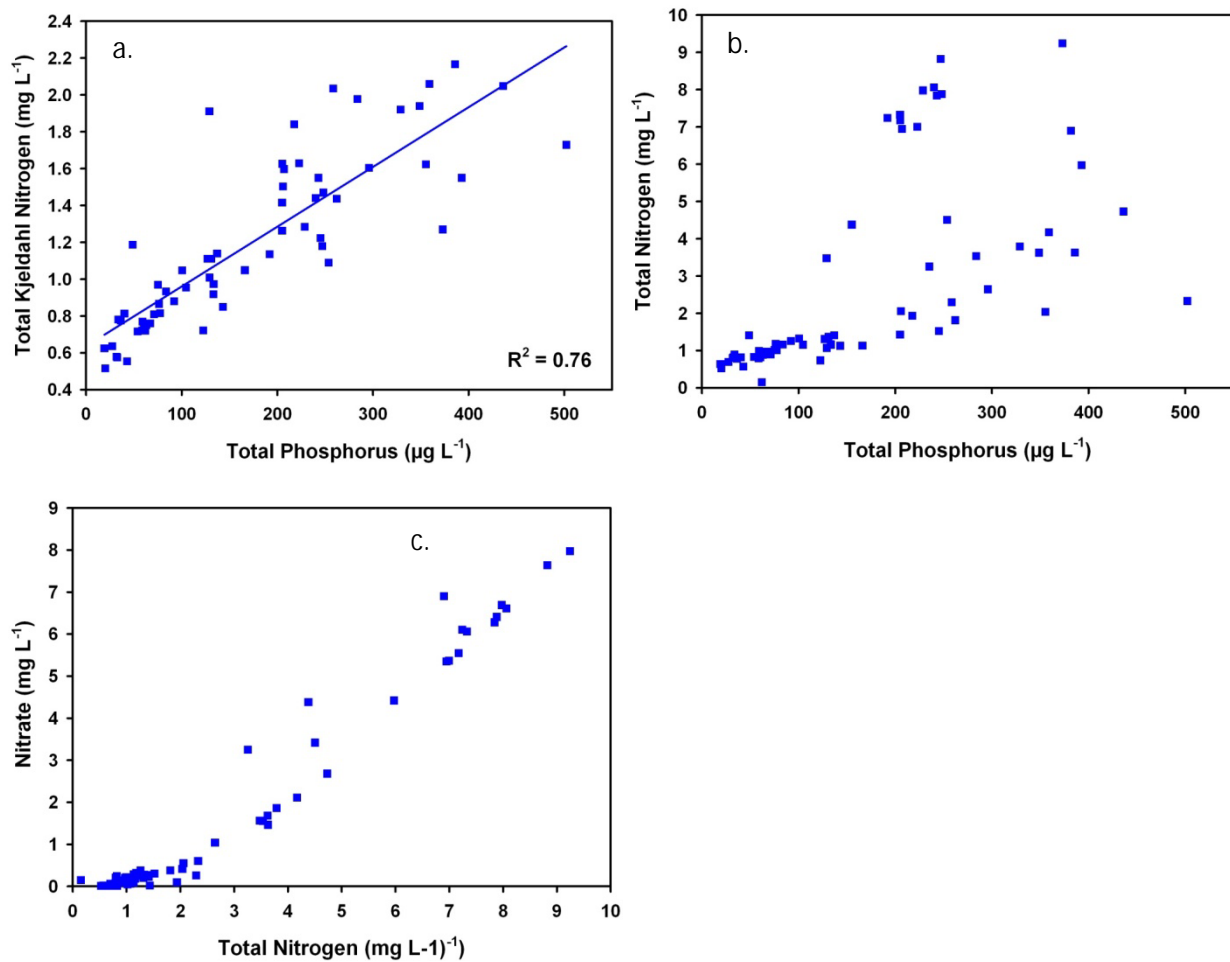 a.
Total Kjeldahl Nitrogen (mg L⁻¹)
2.4
2.2
2.0
1.8
1.6
1.4
1.2
1.0
0.8
0.6
0.4
R² = 0.76
0 100 200 300 400 500
Total Phosphorus (µg L⁻¹)
b.
Total Nitrogen (mg L⁻¹)
10
9
8
7
6
5
4
3
2
1
0
0 100 200 300 400 500
Total Phosphorus (µg L⁻¹)
c.
Nitrate (mg L⁻¹)
9
8
7
6
5
4
3
2
1
0
0 1 2 3 4 5 6 7 8 9 10
Total Nitrogen (mg L-1)⁻¹)